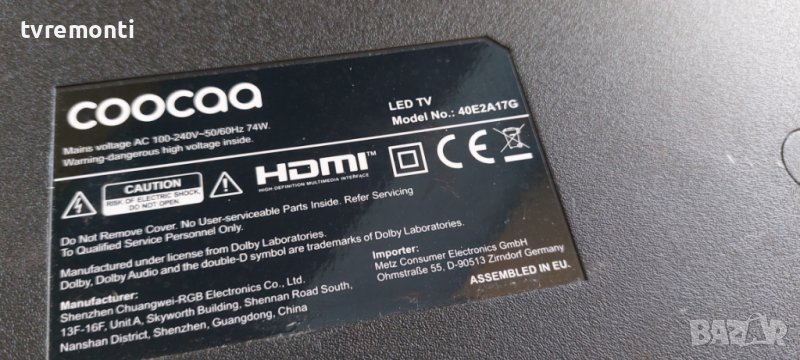 tvremonti
coocaa
LED TV
Model No.: 40E2A17G
Mains voltage AC 100-240V~50/60Hz 74W.
Warning-dangerous high voltage inside.
CAUTION
RISK OF ELECTRIC SHOCK,
DO NOT OPEN
HDMI™
HIGH-DEFINITION MULTIMEDIA INTERFACE
CE
Do Not Remove Cover. No User-serviceable Parts Inside. Refer Servicing
To Qualified Service Personnel Only.
Manufactured under license from Dolby Laboratories.
Dolby, Dolby Audio and the double-D symbol are trademarks of Dolby Laboratories.
Manufacturer:
Shenzhen Chuangwei-RGB Electronics Co., Ltd.
13F-16F, Unit A, Skyworth Building, Shennan Road South,
Nanshan District, Shenzhen, Guangdong, China
Importer:
Metz Consumer Electronics GmbH
Ohmstraße 55, D-90513 Zirndorf Germany
ASSEMBLED IN EU.
BAZAR